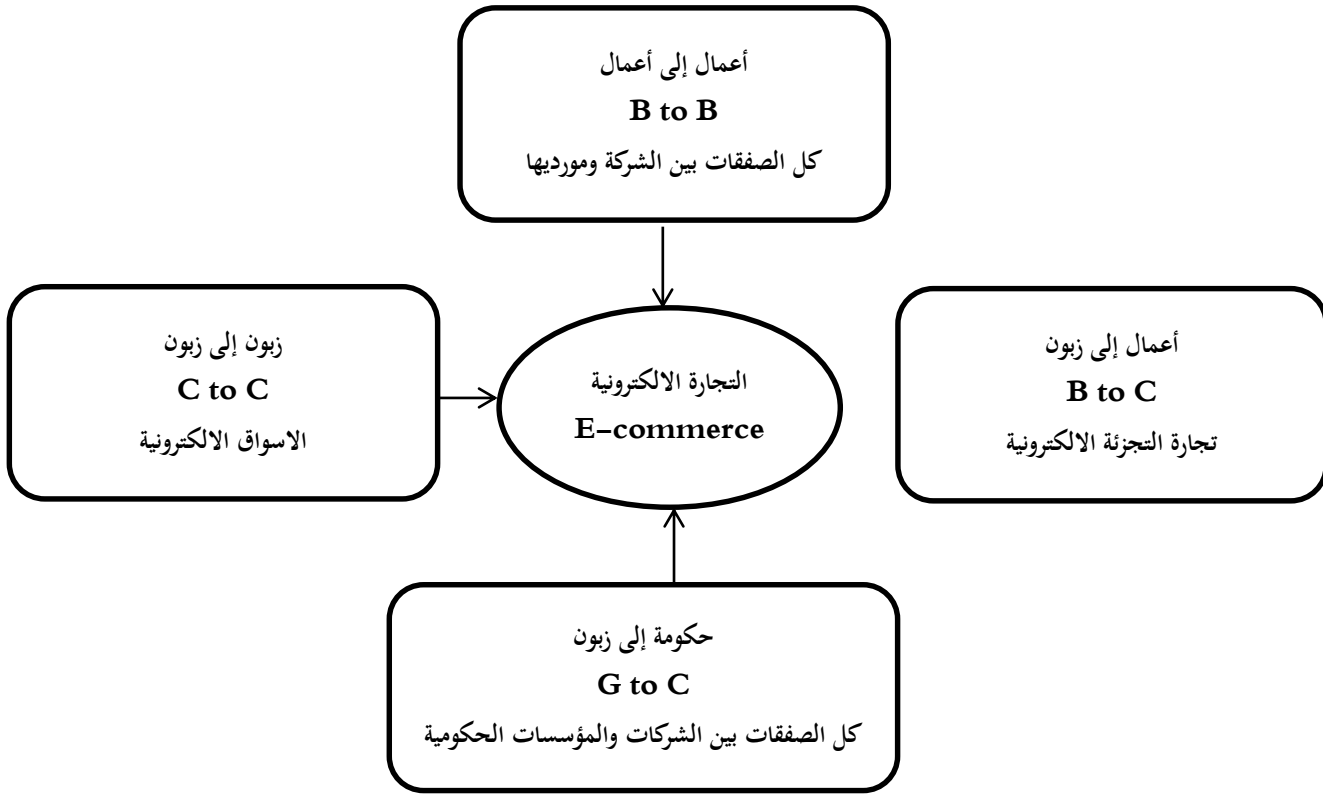 أعمال إلى أعمال
B to B
كل الصفقات بين الشركة ومورديها
أعمال إلى زبون
B to C
تجارة التجزئة الالكترونية
التجارة الالكترونية
E-commerce
زبون إلى زبون
C to C
الاسواق الالكترونية
حكومة إلى زبون
G to C
كل الصفقات بين الشركات والمؤسسات الحكومية